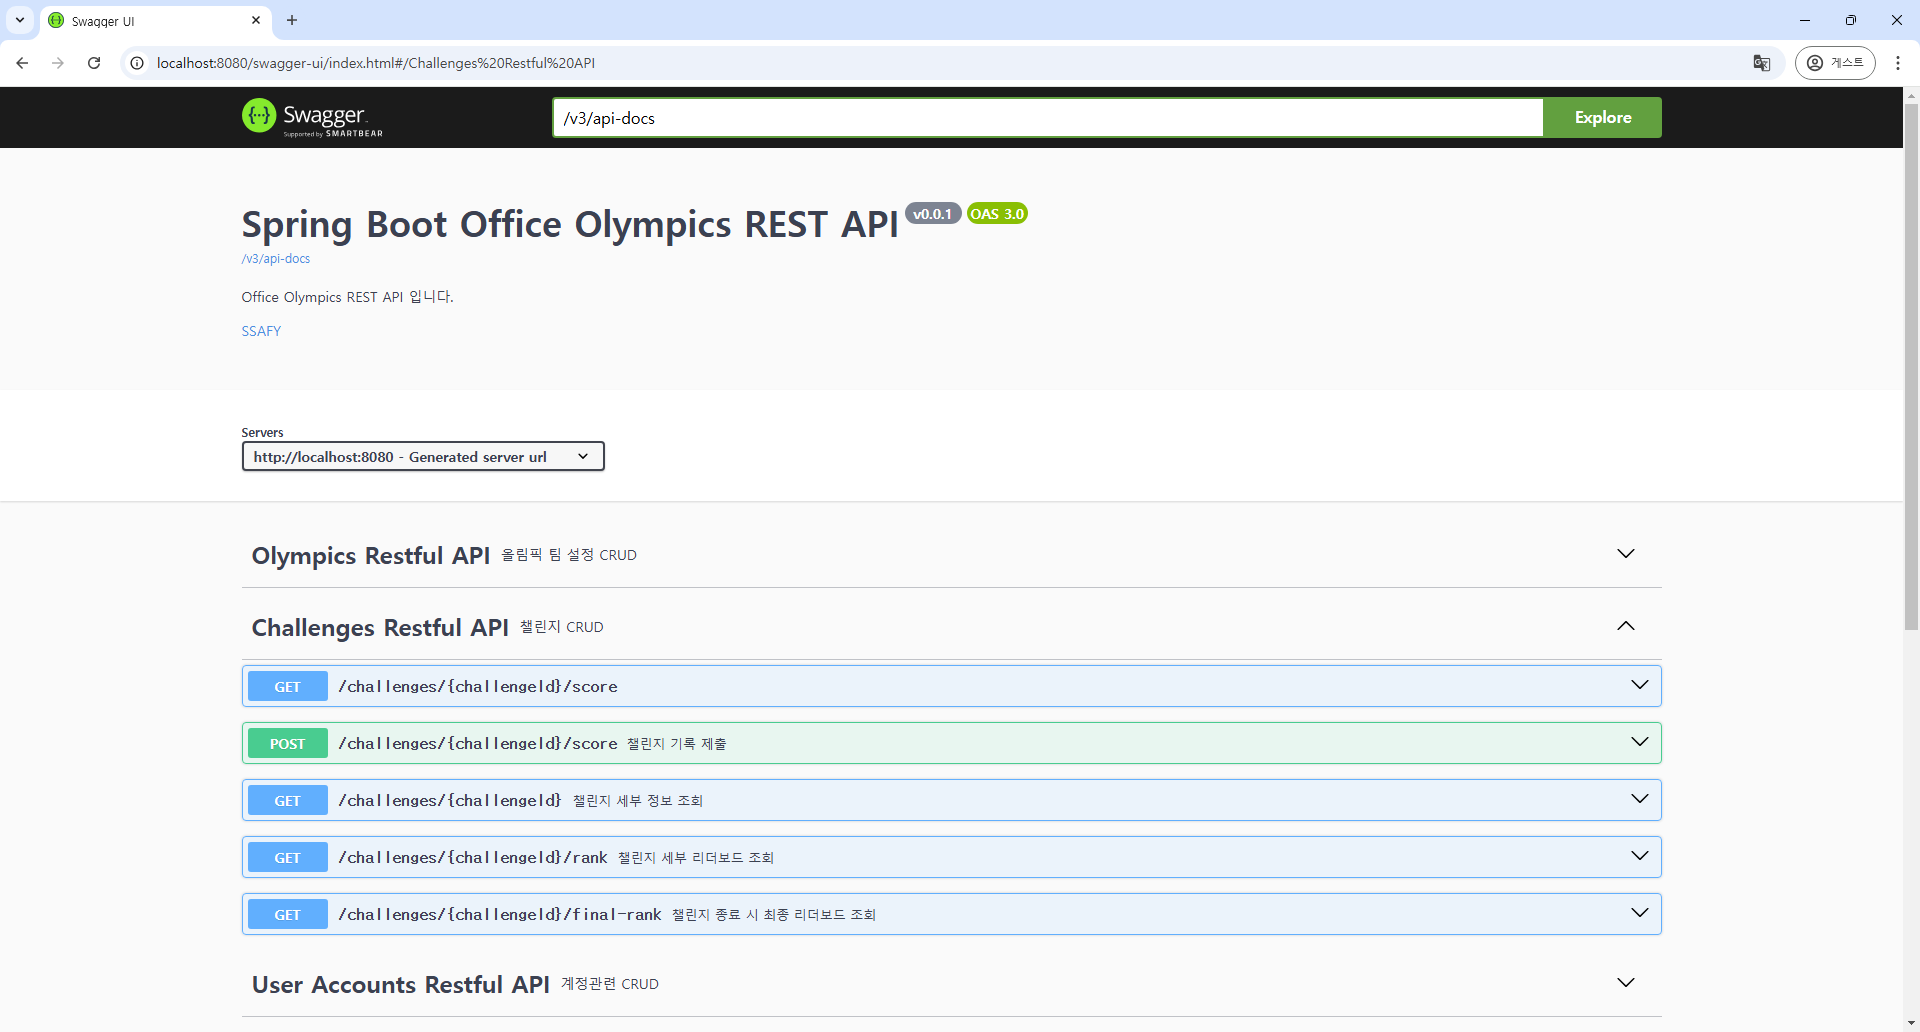 Swagger UI
localhost:8080/swagger-ui/index.html#/Challenges%20Restful%20API
게스트
Swagger
Supported by SMARTBEAR
/v3/api-docs
Explore
Spring Boot Office Olympics REST API v0.0.1 OAS 3.0
/v3/api-docs
Office Olympics REST API 입니다.
SSAFY
Servers
http://localhost:8080 - Generated server url
Olympics Restful API 올림픽 팀 설정 CRUD
Challenges Restful API 챌린지 CRUD
GET /challenges/{challengeId}/score
POST /challenges/{challengeId}/score 챌린지 기록 제출
GET /challenges/{challengeId} 챌린지 세부 정보 조회
GET /challenges/{challengeId}/rank 챌린지 세부 리더보드 조회
GET /challenges/{challengeId}/final-rank 챌린지 종료 시 최종 리더보드 조회
User Accounts Restful API 계정관련 CRUD